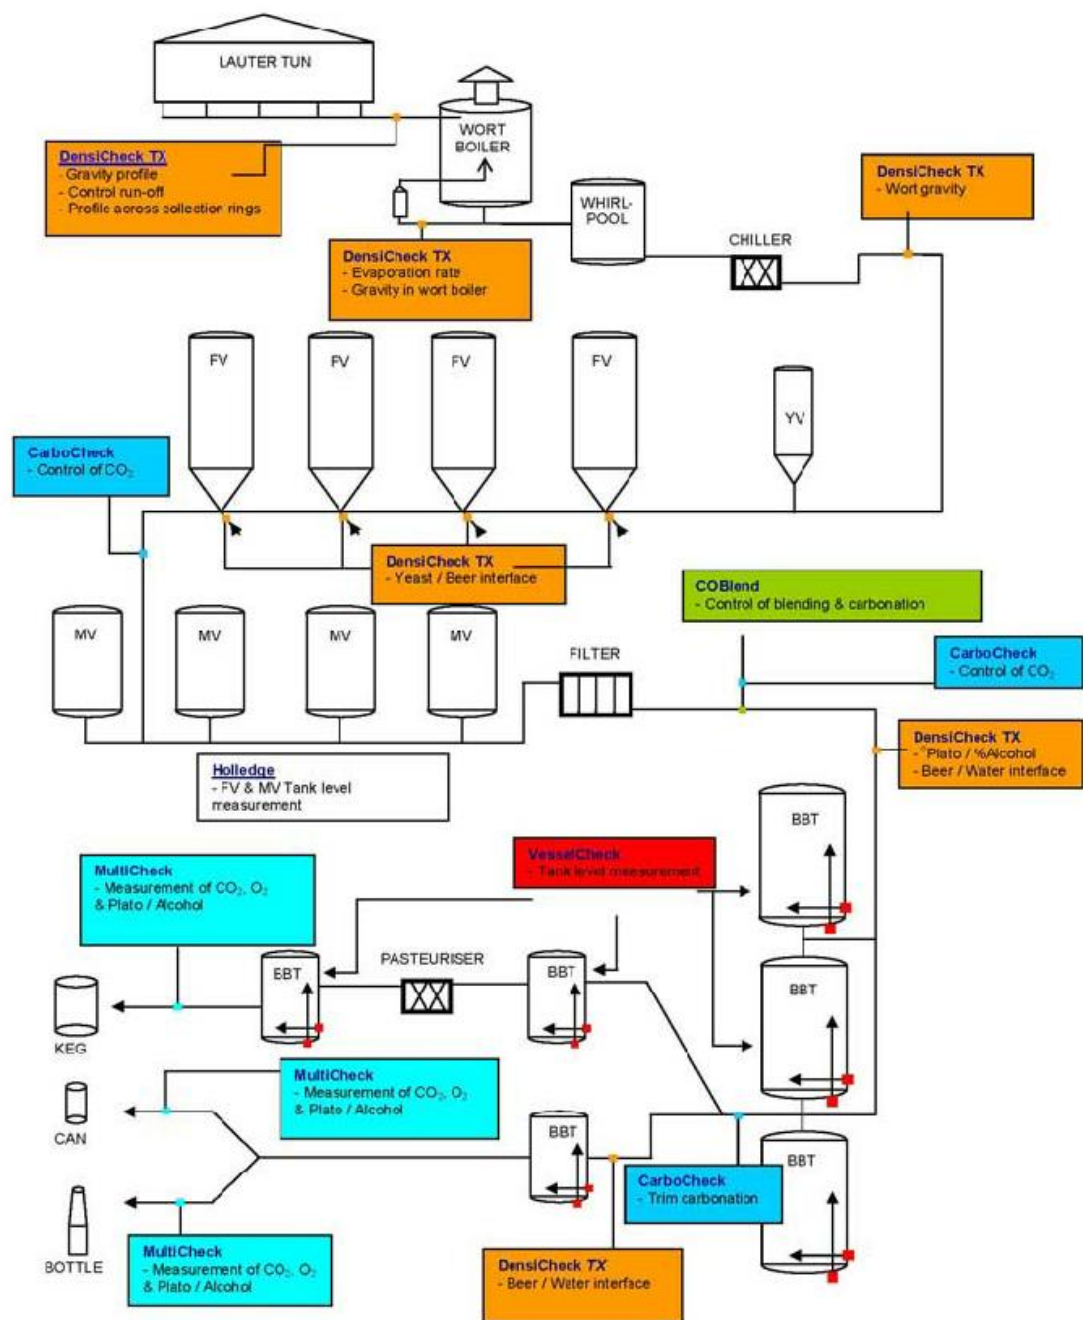 LAUTER TUN
WORT
BOILER
DensiCheck TX
- Gravity profile
- Control run-off
- Profile across sollection rings
WHIRL-
POOL
DensiCheck TX
- Wort gravity
CHILLER
DensiCheck TX
- Evaporation rate
- Gravity in wort boiler
FV
FV
FV
FV
YV
CarboCheck
- Control of CO₂
DensiCheck TX
- Yeast / Beer interface
COBlend
- Control of blending & carbonation
MV
MV
MV
MV
FILTER
CarboCheck
- Control of CO₂
DensiCheck TX
- °Plato / %Alcohol
- Beer / Water interface
Holledge
- FV & MV Tank level
measurement
BBT
VesselCheck
- Tank level measurement
MultiCheck
- Measurement of CO₂, O₂
& Plato / Alcohol
PASTEURISER
BBT
BBT
BBT
KEG
MultiCheck
- Measurement of CO₂, O₂
& Plato / Alcohol
CAN
BBT
BBT
CarboCheck
- Trim carbonation
MultiCheck
- Measurement of CO₂, O₂
& Plato / Alcohol
BOTTLE
DensiCheck TX
- Beer / Water interface